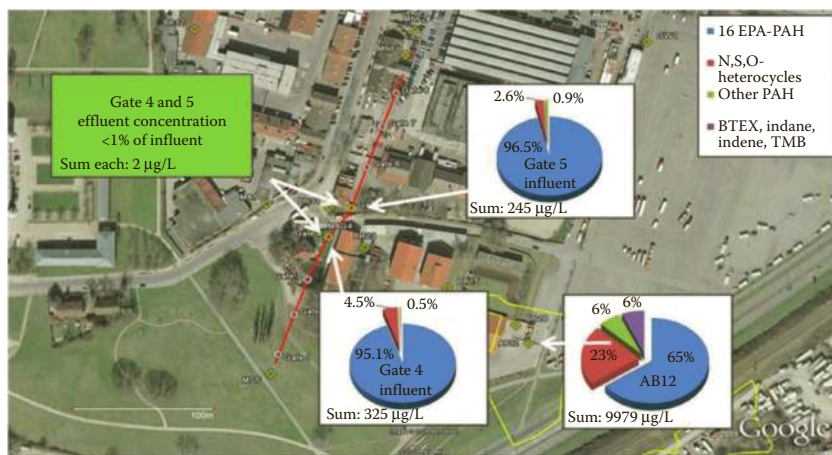 16 EPA-PAH
N,S,O-
heterocycles
Other PAH
BTEX, indane,
indene, TMB
Gate 4 and 5
effluent concentration
<1% of influent
Sum each: 2 µg/L
2.6%
0.9%
96.5%
Gate 5
influent
Sum: 245 µg/L
4.5%
0.5%
95.1%
Gate 4
influent
Sum: 325 µg/L
6%
6%
23%
65%
AB12
Sum: 9979 µg/L
AB12
100m
Google